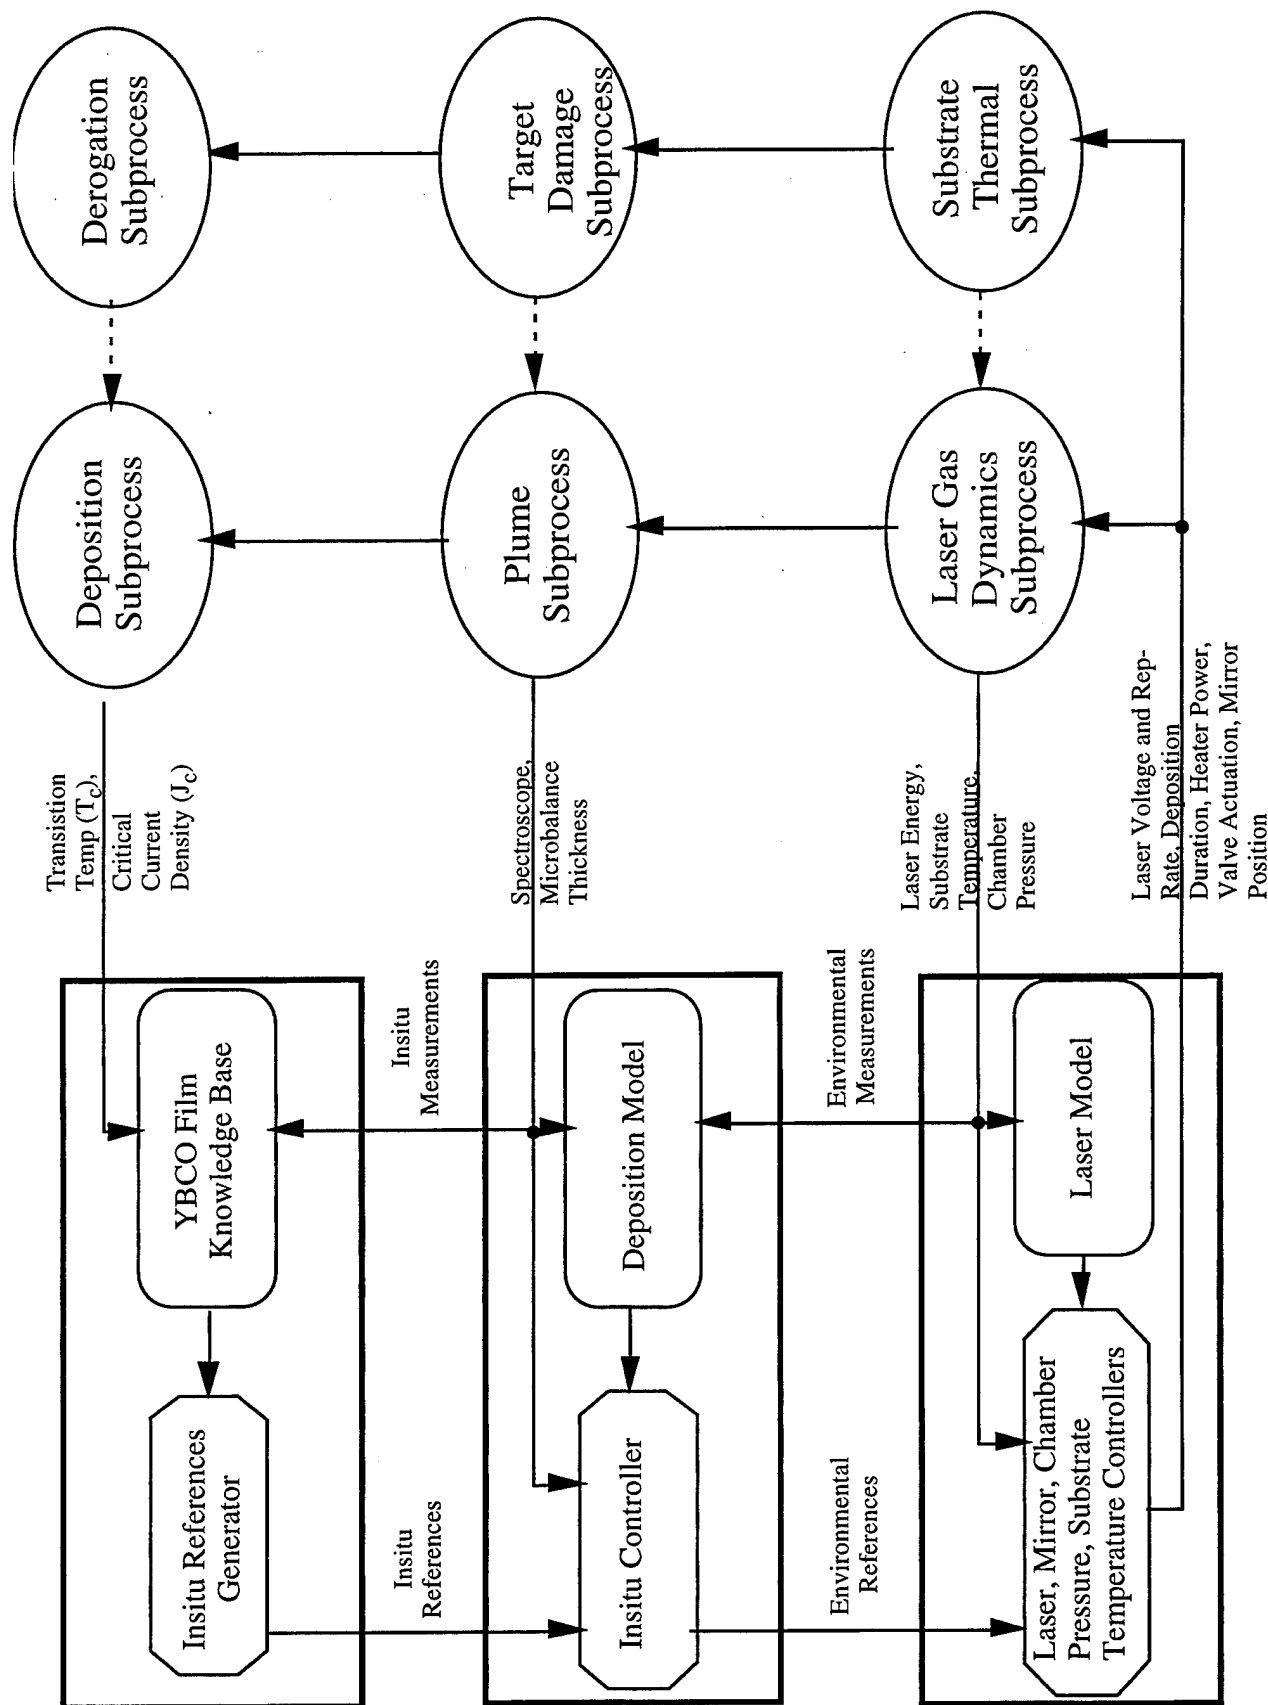 Insitu References
Generator
YBCO Film
Knowledge Base
Transistion
Temp (Tc),
Critical
Current
Density (Jc)
Deposition
Subprocess
Derogation
Subprocess
Insitu
References
Insitu
Measurements
Insitu Controller
Deposition Model
Spectroscope,
Microbalance
Thickness
Plume
Subprocess
Target
Damage
Subprocess
Environmental
References
Environmental
Measurements
Laser, Mirror, Chamber
Pressure, Substrate
Temperature Controllers
Laser Model
Laser Energy,
Substrate
Temperature,
Chamber
Pressure
Laser Gas
Dynamics
Subprocess
Substrate
Thermal
Subprocess
Laser Voltage and Rep-
Rate, Deposition
Duration, Heater Power,
Valve Actuation, Mirror
Position